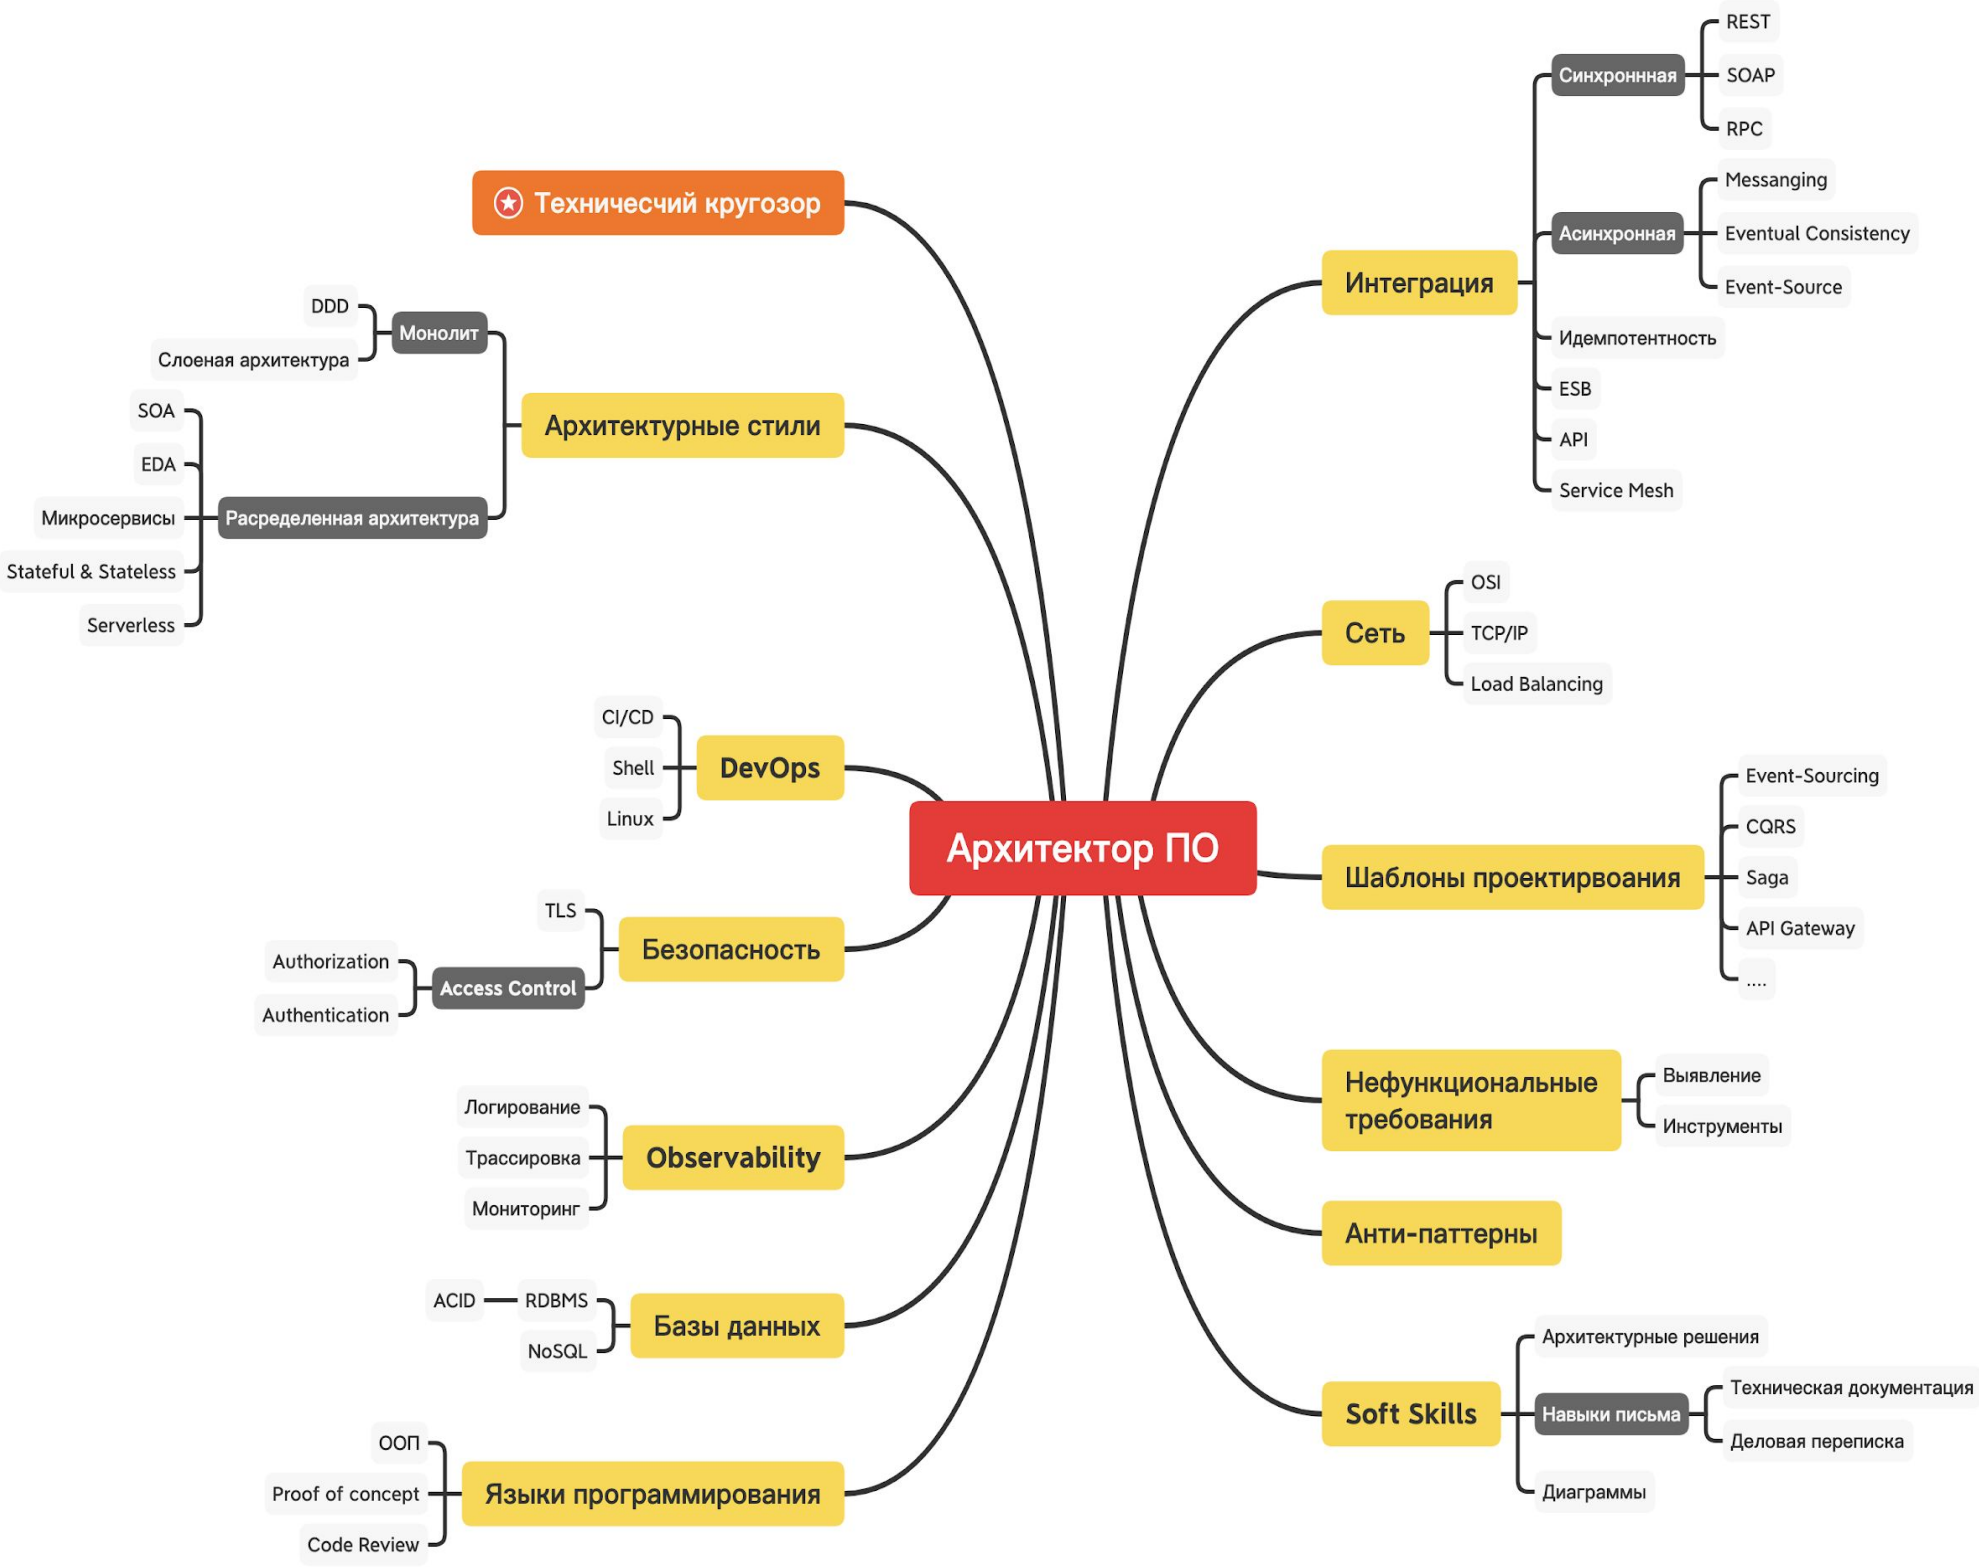 Архитектор ПО
Техничесчий кругозор
Архитектурные стили
Монолит
DDD
Слоеная архитектура
Расределенная архитектура
SOA
EDA
Микросервисы
Stateful & Stateless
Serverless
DevOps
CI/CD
Shell
Linux
Безопасность
TLS
Access Control
Authorization
Authentication
Observability
Логирование
Трассировка
Мониторинг
Базы данных
RDBMS
ACID
NoSQL
Языки программирования
ООП
Proof of concept
Code Review
Интеграция
Синхроннная
REST
SOAP
RPC
Асинхронная
Messanging
Eventual Consistency
Event-Source
Идемпотентность
ESB
API
Service Mesh
Сеть
OSI
TCP/IP
Load Balancing
Шаблоны проектирвоания
Event-Sourcing
CQRS
Saga
API Gateway
....
Нефункциональные
требования
Выявление
Инструменты
Анти-паттерны
Soft Skills
Архитектурные решения
Навыки письма
Техническая документация
Деловая переписка
Диаграммы